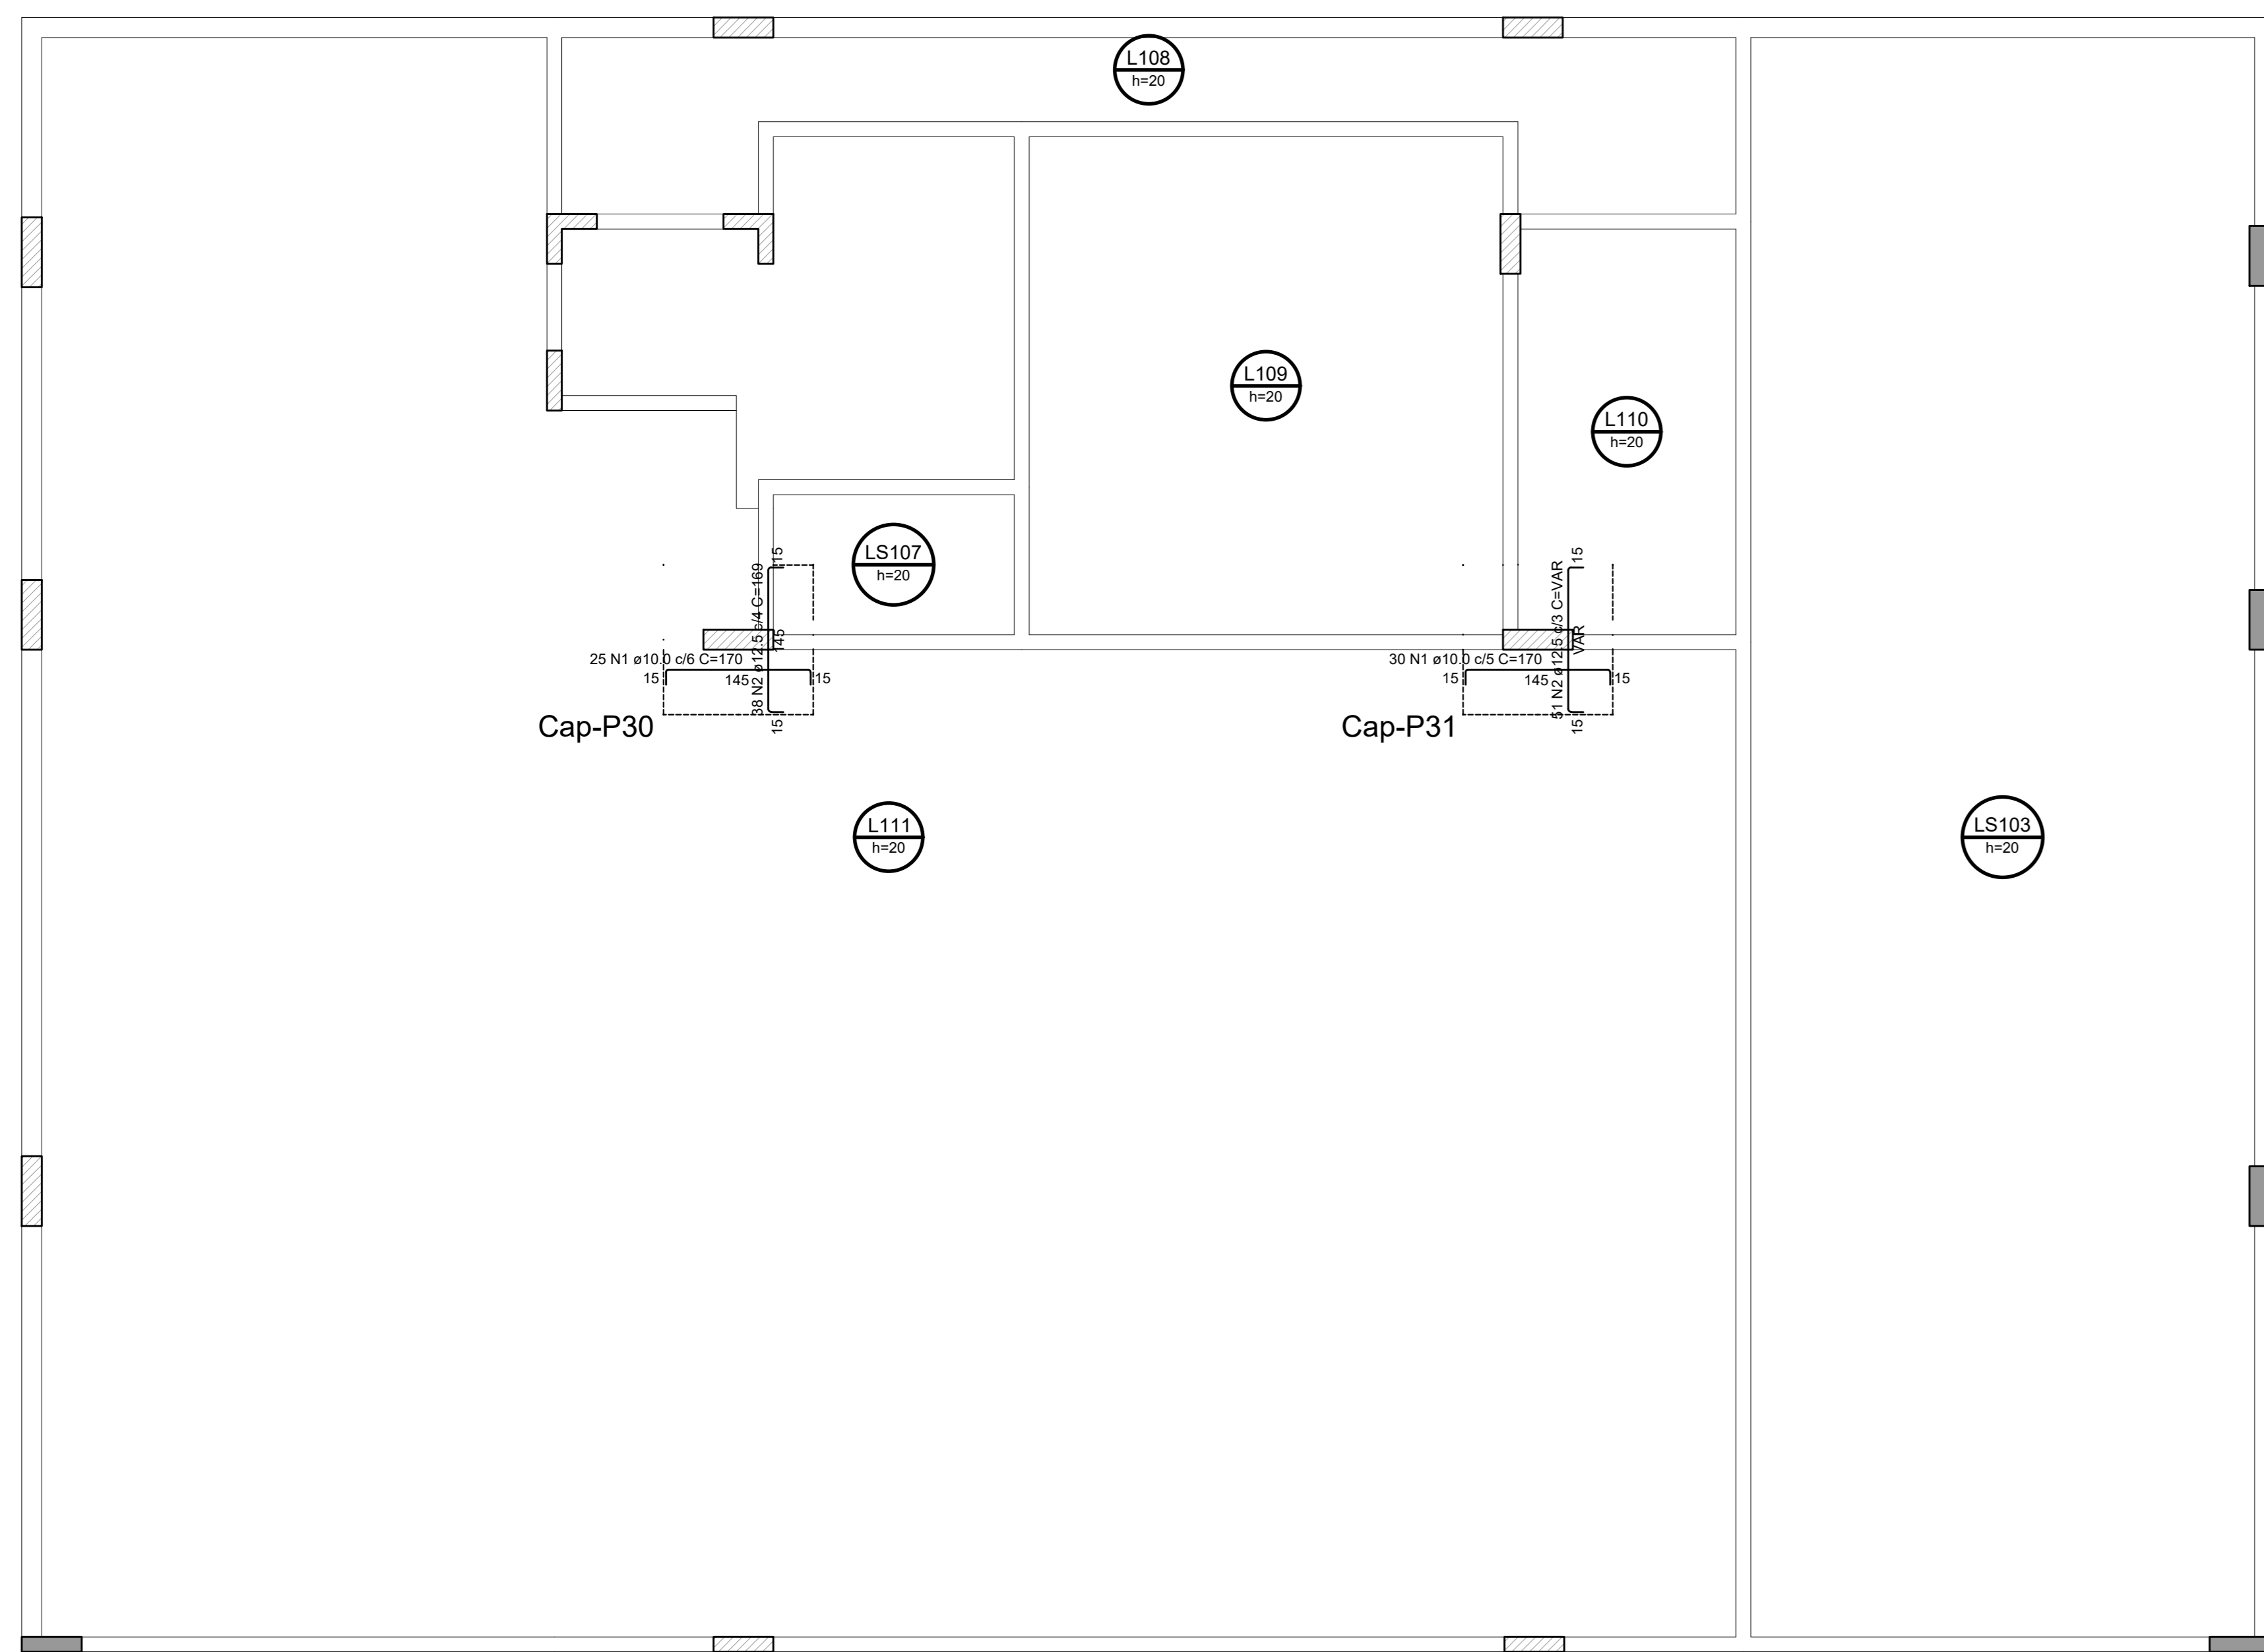 L108
h=20
L109
h=20
L110
h=20
LS107
h=20
15
38 N2 ø12.5 c/4 C=169
145
25 N1 ø10.0 c/6 C=170
15
145
15
15
Cap-P30
15
51 N2 ø12.5 c/3 C=VAR
VAR
30 N1 ø10.0 c/5 C=170
15
145
15
15
Cap-P31
L111
h=20
LS103
h=20